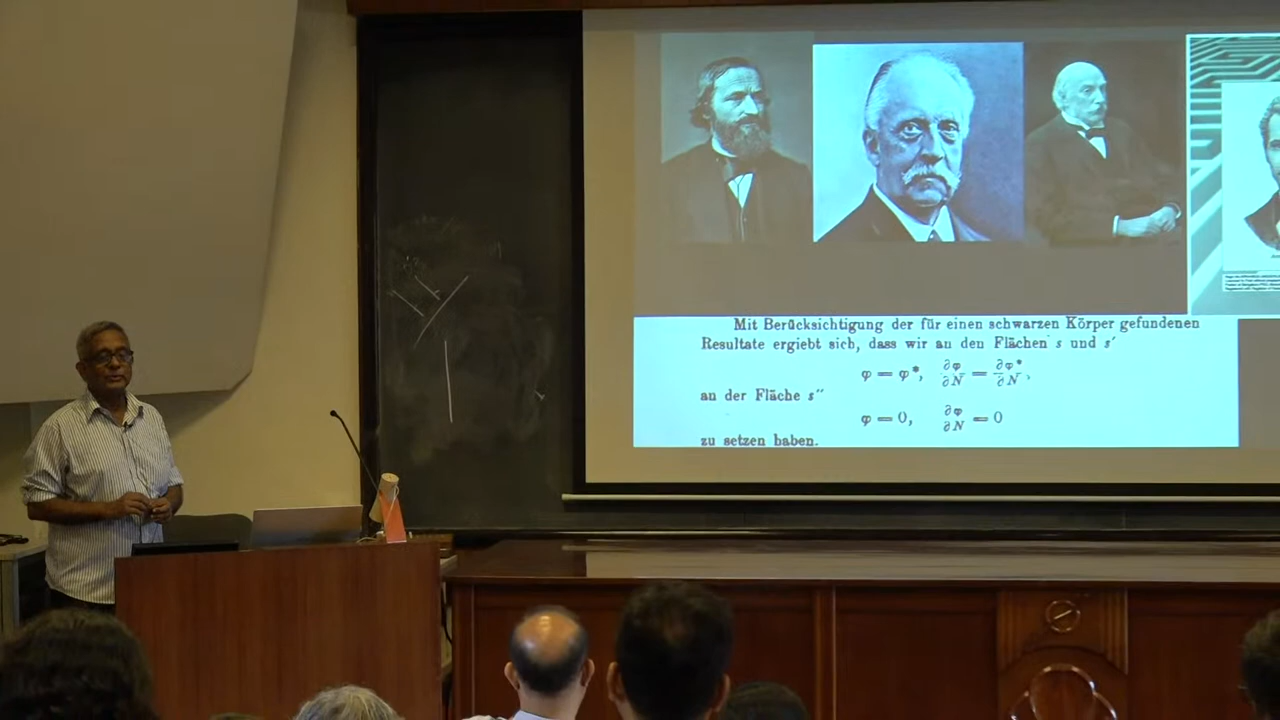 Mit Berücksichtigung der für einen schwarzen Körper gefundenen
Resultate ergiebt sich, dass wir an den Flächen s und s′
φ = φ*, ∂φ/∂N = ∂φ*/∂N,
an der Fläche s″
φ = 0, ∂φ/∂N = 0
zu setzen haben.